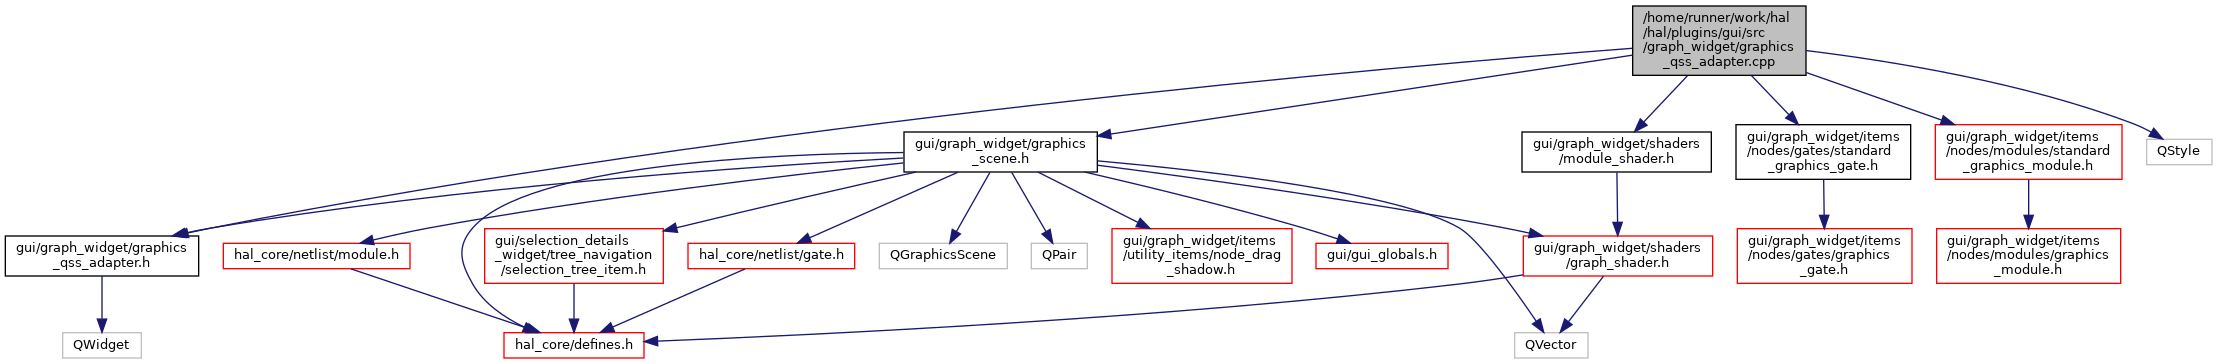 /home/runner/work/hal
/hal/plugins/gui/src
/graph_widget/graphics
_qss_adapter.cpp
gui/graph_widget/graphics
_scene.h
gui/graph_widget/shaders
/module_shader.h
gui/graph_widget/items
/nodes/gates/standard
_graphics_gate.h
gui/graph_widget/items
/nodes/modules/standard
_graphics_module.h
QStyle
gui/graph_widget/graphics
_qss_adapter.h
hal_core/netlist/module.h
gui/selection_details
_widget/tree_navigation
/selection_tree_item.h
hal_core/netlist/gate.h
QGraphicsScene
QPair
gui/graph_widget/items
/utility_items/node_drag
_shadow.h
gui/gui_globals.h
gui/graph_widget/shaders
/graph_shader.h
gui/graph_widget/items
/nodes/gates/graphics
_gate.h
gui/graph_widget/items
/nodes/modules/graphics
_module.h
QWidget
hal_core/defines.h
QVector